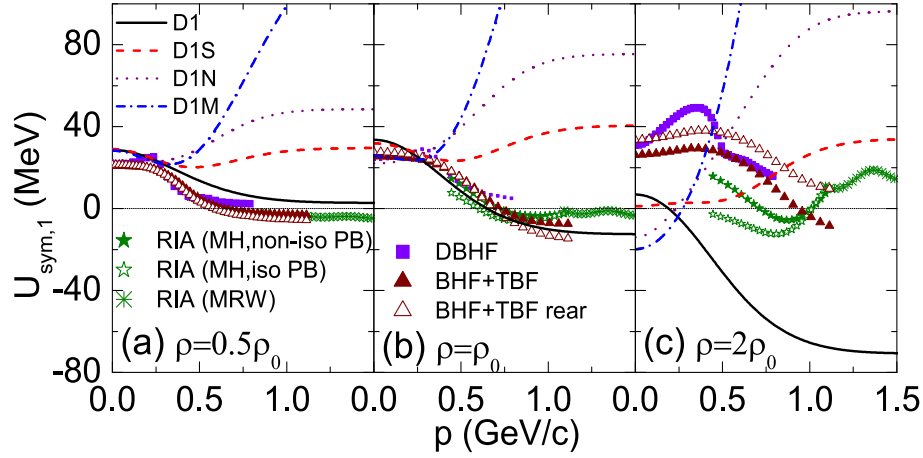 80
40
0
-40
-80
U_sym,1 (MeV)
D1
D1S
D1N
D1M
RIA (MH,non-iso PB)
RIA (MH,iso PB)
RIA (MRW)
(a) ρ=0.5ρ₀
DBHF
BHF+TBF
BHF+TBF rear
(b) ρ=ρ₀
(c) ρ=2ρ₀
0.0 0.5 1.0 0.0 0.5 1.0 0.0 0.5 1.0 1.5
p (GeV/c)